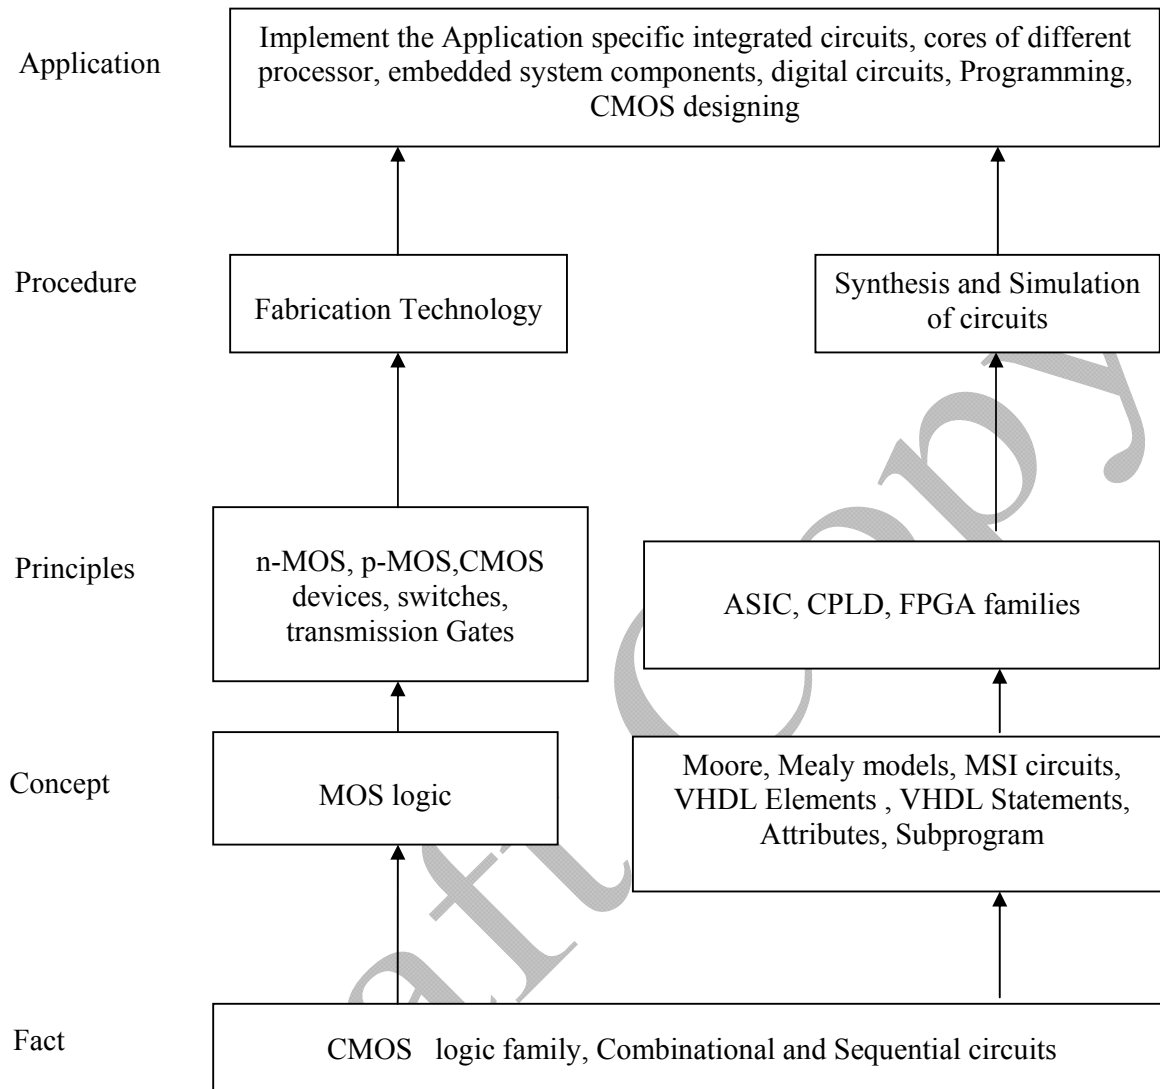 Application
Implement the Application specific integrated circuits, cores of different
processor, embedded system components, digital circuits, Programming,
CMOS designing
Procedure
Fabrication Technology
Synthesis and Simulation
of circuits
Principles
n-MOS, p-MOS,CMOS
devices, switches,
transmission Gates
ASIC, CPLD, FPGA families
Concept
MOS logic
Moore, Mealy models, MSI circuits,
VHDL Elements , VHDL Statements,
Attributes, Subprogram
Fact
CMOS logic family, Combinational and Sequential circuits
aft Copy